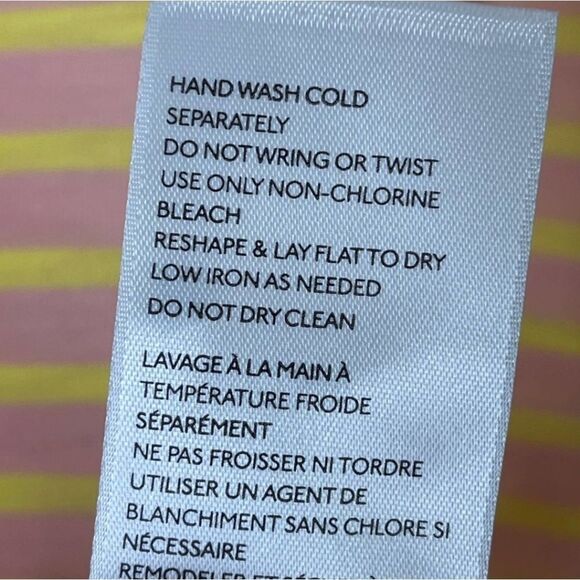 HAND WASH COLD
SEPARATELY
DO NOT WRING OR TWIST
USE ONLY NON-CHLORINE
BLEACH
RESHAPE & LAY FLAT TO DRY
LOW IRON AS NEEDED
DO NOT DRY CLEAN
LAVAGE À LA MAIN À
TEMPÉRATURE FROIDE
SÉPARÉMENT
NE PAS FROISSER NI TORDRE
UTILISER UN AGENT DE
BLANCHIMENT SANS CHLORE SI
NÉCESSAIRE
REMODELER ET